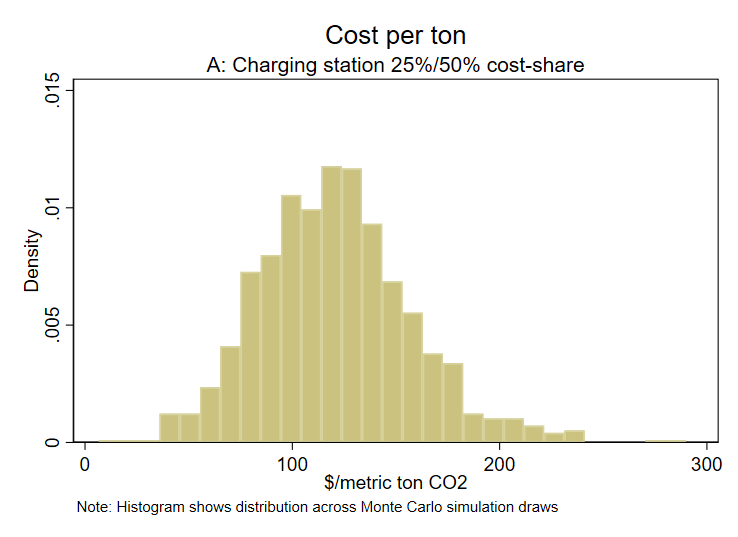 Cost per ton
A: Charging station 25%/50% cost-share
.015
.01
.005
0
Density
0 100 200 300
$/metric ton CO2
Note: Histogram shows distribution across Monte Carlo simulation draws